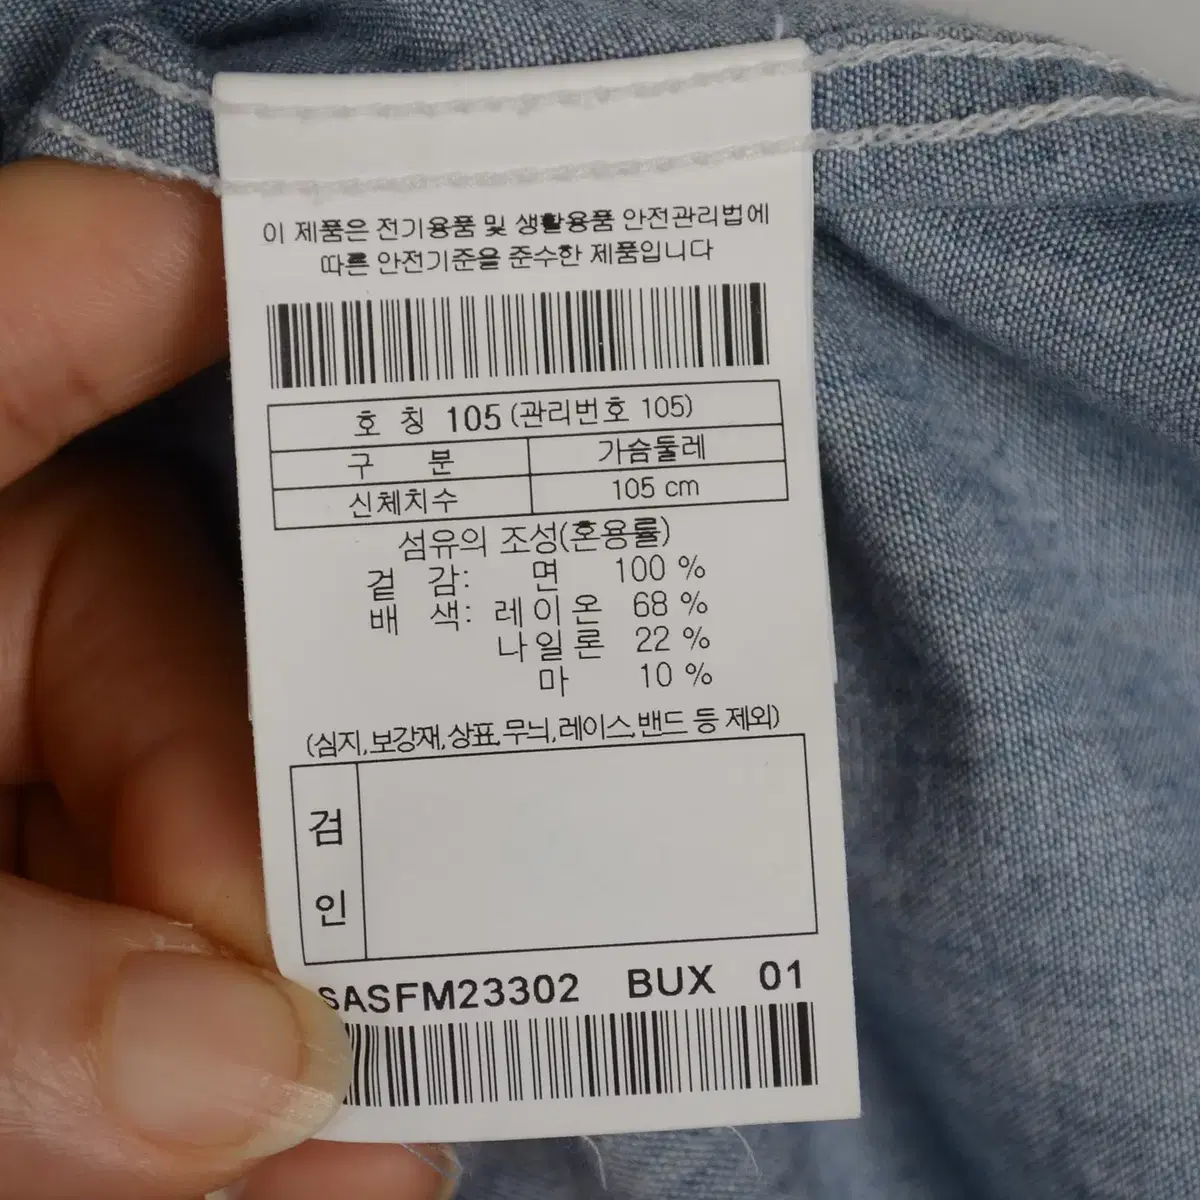 이 제품은 전기용품 및 생활용품 안전관리법에
따른 안전기준을 준수한 제품입니다
호 칭 105 (관리번호 105)
구 분 가슴둘레
신체치수 105 cm
섬유의 조성(혼용률)
겉 감: 면 100 %
배 색: 레이온 68 %
나일론 22 %
마 10 %
(심지,보강재,상표,무늬,레이스,밴드 등 제외)
검
인
SASFM23302 BUX 01